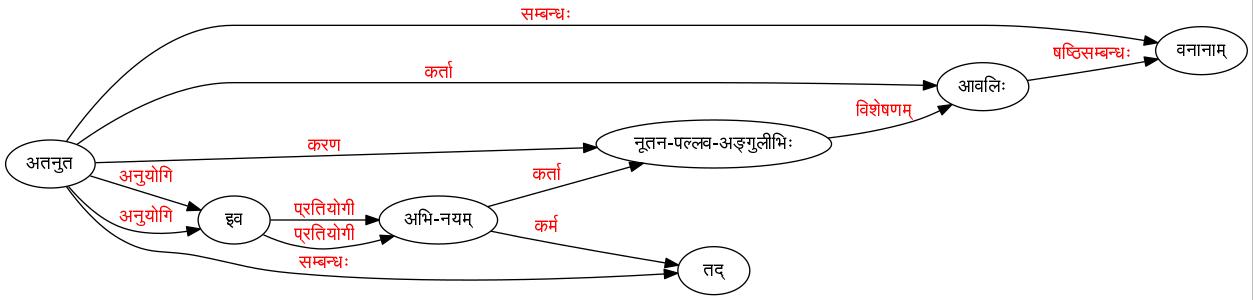 सम्बन्धः
वनानाम्
षष्ठिसम्बन्धः
कर्ता
आवलिः
विशेषणम्
करण
नूतन-पल्लव-अङ्गुलीभिः
अतनुत
अनुयोगि
कर्ता
प्रतियोगी
अनुयोगि
इव
अभि-नयम्
कर्म
प्रतियोगी
सम्बन्धः
तद्